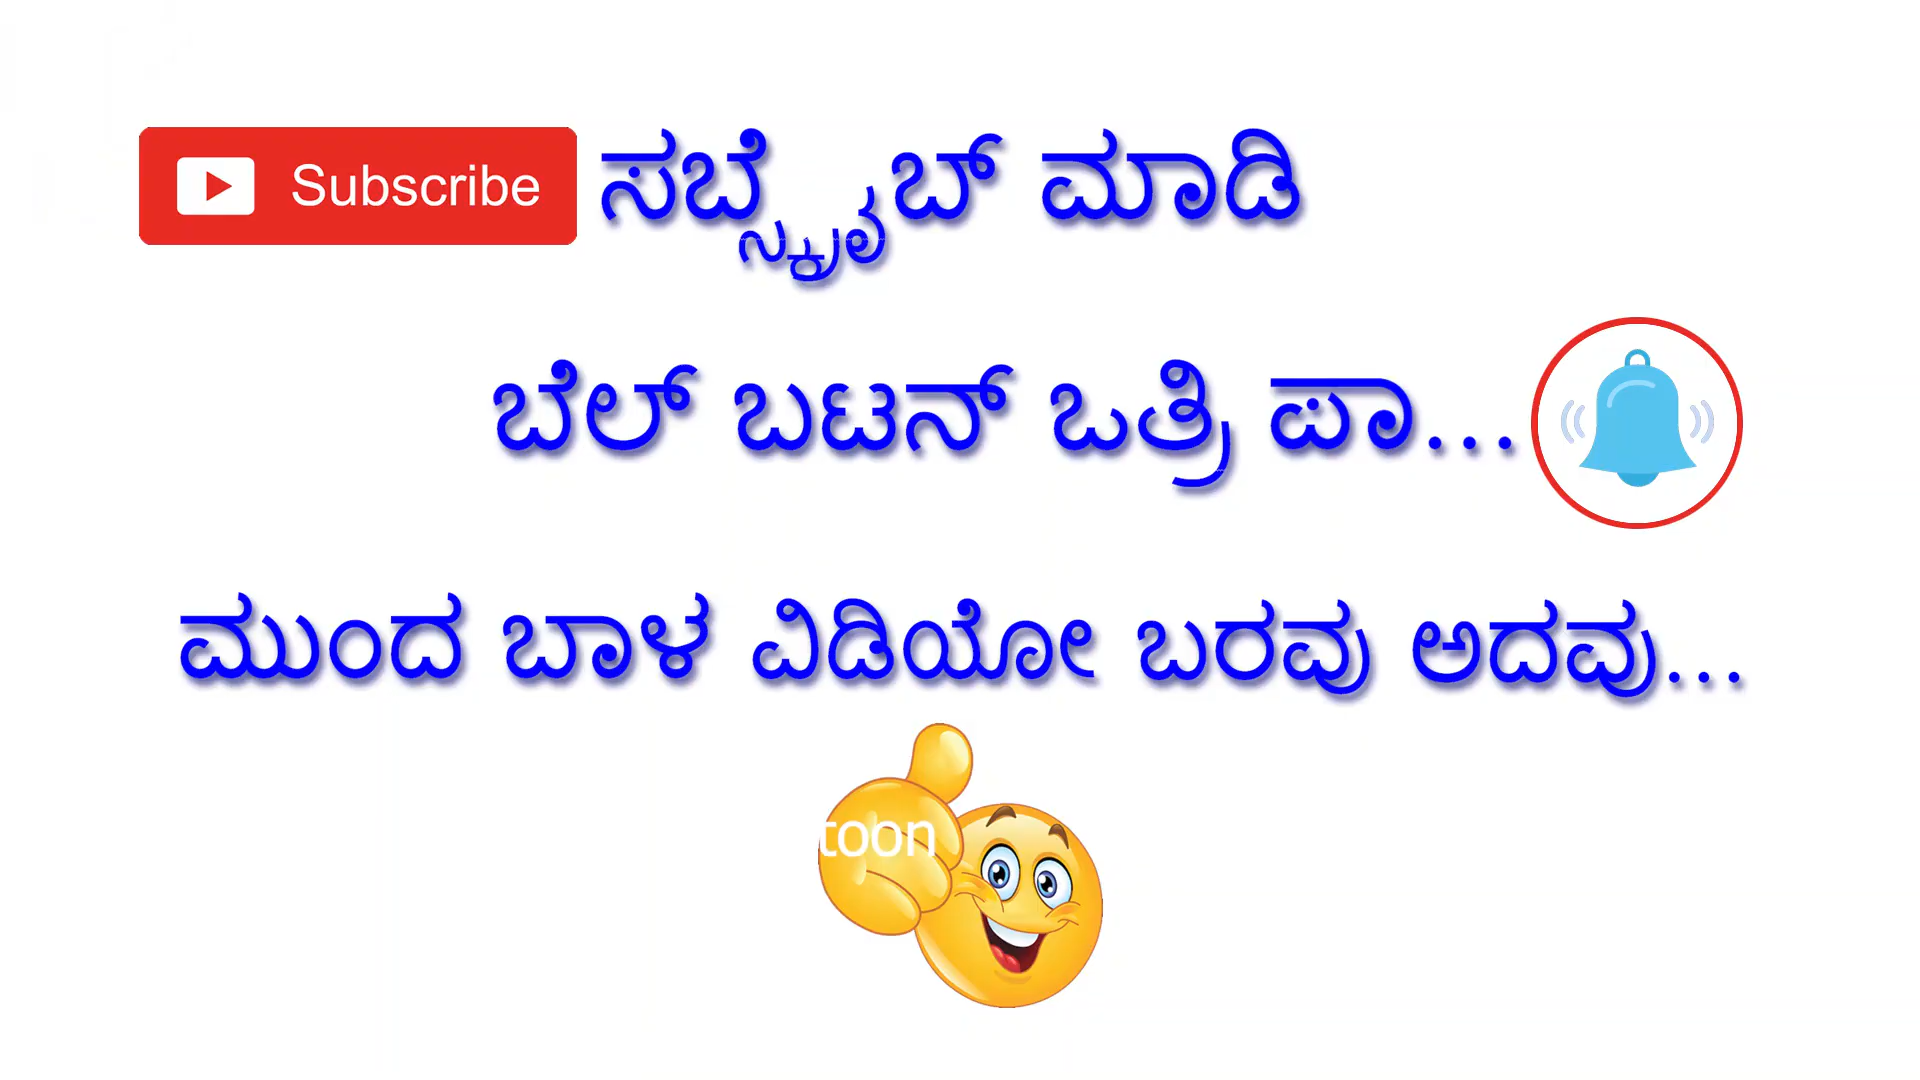 Subscribe ಸಬ್ಸ್ಕ್ರೈಬ್ ಮಾಡಿ
ಬೆಲ್ ಬಟನ್ ಒತ್ರಿ ಪಾ...
ಮುಂದ ಬಾಳ ವಿಡಿಯೋ ಬರವು ಅದವು...
toon